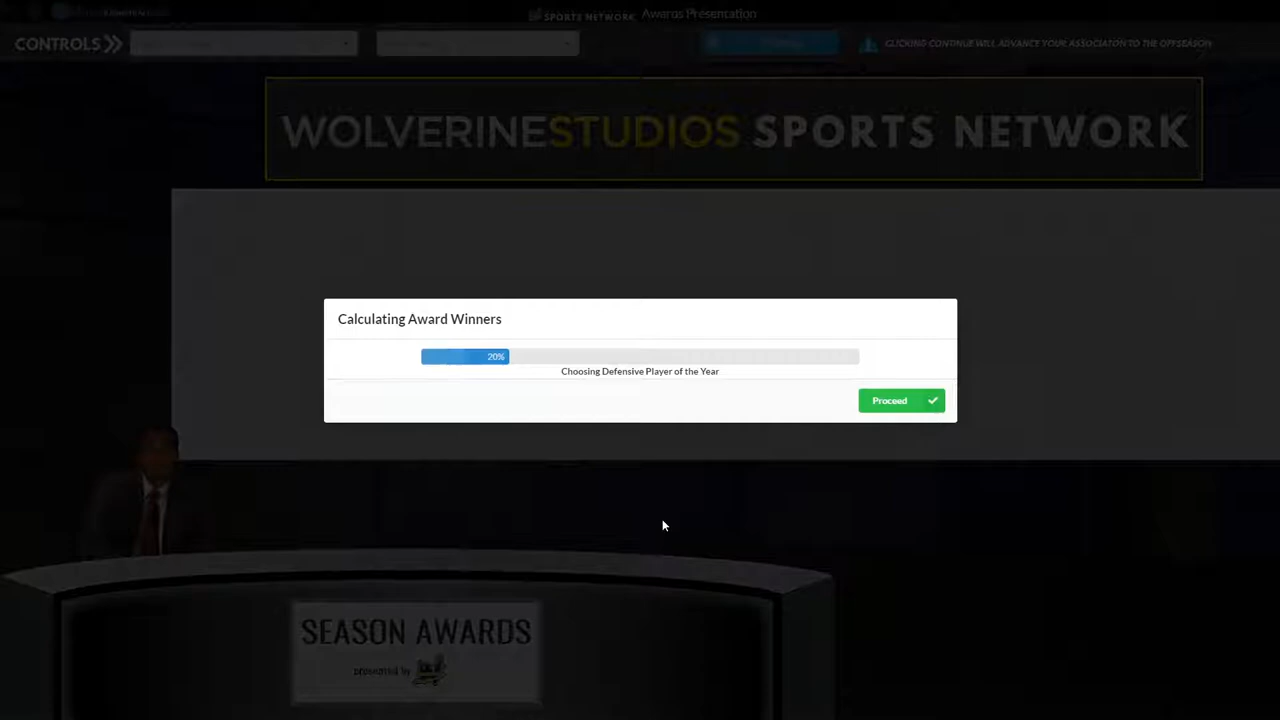 SPORTS NETWORK Awards Presentation
CONTROLS
CLICKING CONTINUE WILL ADVANCE YOUR ASSOCIATON TO THE OFFSEASON
WOLVERINESTUDIOS SPORTS NETWORK
Calculating Award Winners
20%
Choosing Defensive Player of the Year
Proceed
SEASON AWARDS
presented by